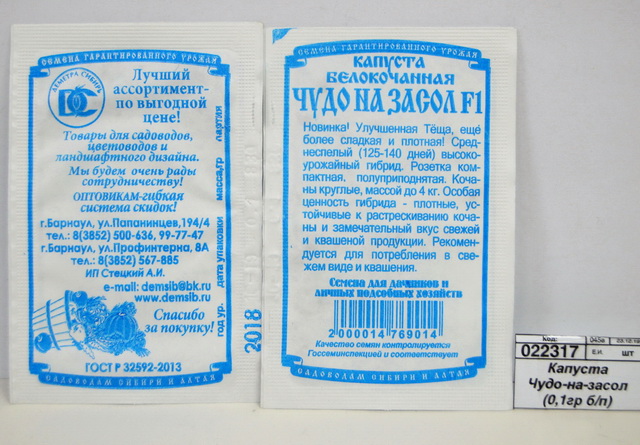 СЕМЕНА ГАРАНТИРОВАННОГО УРОЖАЯ
ДЕМЕТРА СИБИРЬ
Лучший
ассортимент-
по выгодной
цене!
Товары для садоводов,
цветоводов и
ландшафтного дизайна.
Мы будем очень рады
сотрудничеству!
ОПТОВИКАМ-гибкая
система скидок!
г.Барнаул, ул.Папанинцев,194/4
тел.: 8(3852) 500-636, 99-77-47
г.Барнаул, ул.Профинтерна, 8А
тел.: 8(3852) 567-885
ИП Стецкий А.И.
e-mail: demsib@bk.ru
www.demsib.ru
Спасибо
за покупку!
ГОСТ Р 32592-2013
САДОВОДАМ СИБИРИ И АЛТАЯ
партия
масса,гр
дата упаковки
год ур.
2018
СЕМЕНА ГАРАНТИРОВАННОГО УРОЖАЯ
КАПУСТА
БЕЛОКОЧАННАЯ
ЧУДО НА ЗАСОЛ F1
Новинка! Улучшенная Тёща, ещё
более сладкая и плотная! Сред-
неспелый (125-140 дней) высоко-
урожайный гибрид. Розетка ком-
пактная, полуприподнятая. Коча-
ны круглые, массой до 4 кг. Особая
ценность гибрида - плотные, ус-
тойчивые к растрескиванию коча-
ны и замечательный вкус свежей
и квашеной продукции. Рекомен-
дуется для потребления в све-
жем виде и квашения.
Семена для дачников и
личных подсобных хозяйств
2000014769014
Качество семян контролируется
Госсеминспекцией и соответствует
САДОВОДАМ СИБИРИ И АЛТАЯ
Код:
022317
Е.И. шт
Капуста
Чудо-на-засол
(0,1гр б/п)